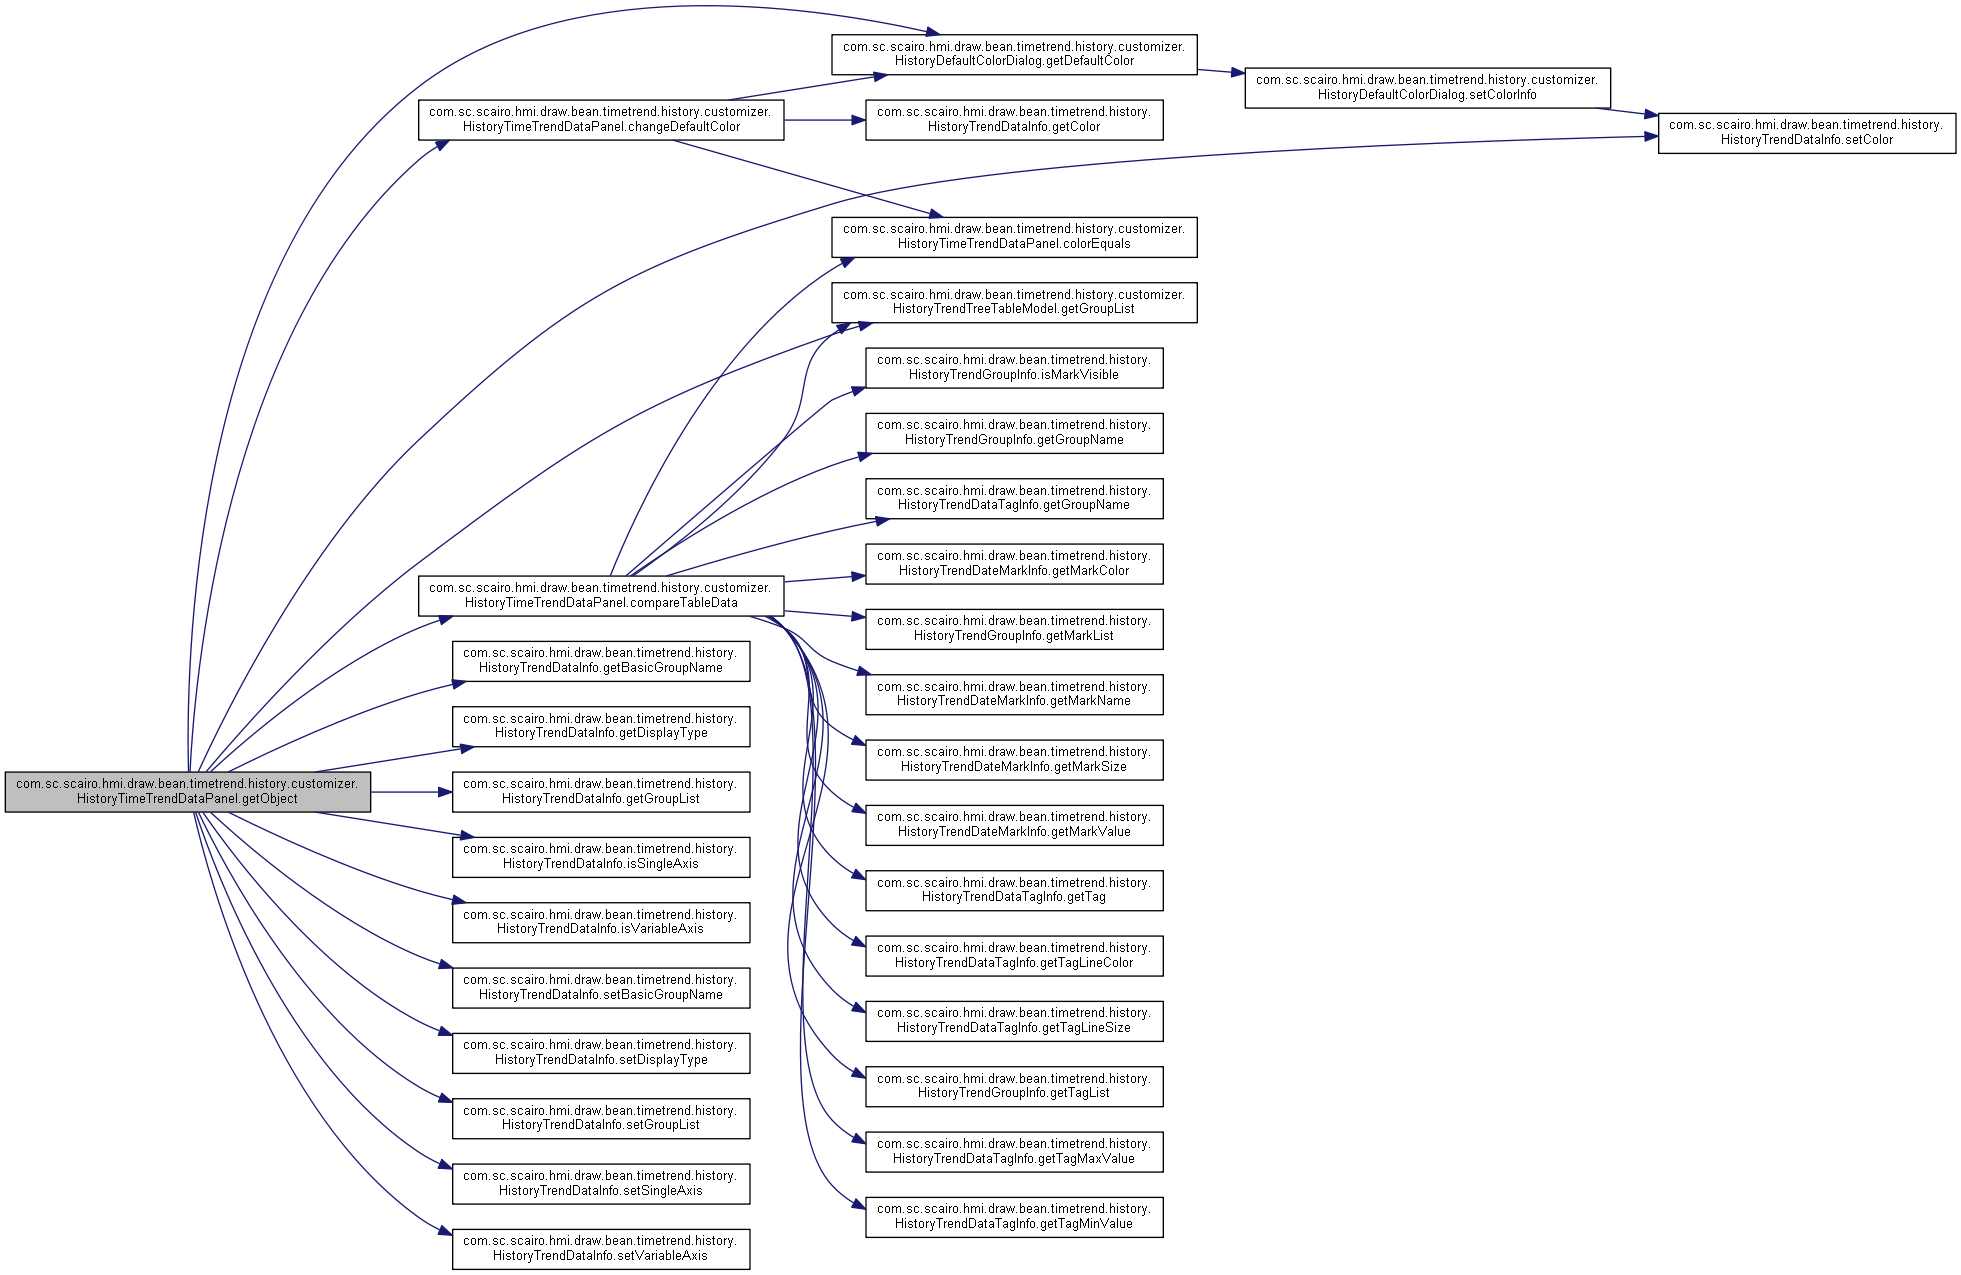 com.sc.scairo.hmi.draw.bean.timetrend.history.customizer.
HistoryTimeTrendDataPanel.getObject
com.sc.scairo.hmi.draw.bean.timetrend.history.customizer.
HistoryTimeTrendDataPanel.changeDefaultColor
com.sc.scairo.hmi.draw.bean.timetrend.history.customizer.
HistoryTimeTrendDataPanel.compareTableData
com.sc.scairo.hmi.draw.bean.timetrend.history.
HistoryTrendDataInfo.getBasicGroupName
com.sc.scairo.hmi.draw.bean.timetrend.history.
HistoryTrendDataInfo.getDisplayType
com.sc.scairo.hmi.draw.bean.timetrend.history.
HistoryTrendDataInfo.getGroupList
com.sc.scairo.hmi.draw.bean.timetrend.history.
HistoryTrendDataInfo.isSingleAxis
com.sc.scairo.hmi.draw.bean.timetrend.history.
HistoryTrendDataInfo.isVariableAxis
com.sc.scairo.hmi.draw.bean.timetrend.history.
HistoryTrendDataInfo.setBasicGroupName
com.sc.scairo.hmi.draw.bean.timetrend.history.
HistoryTrendDataInfo.setDisplayType
com.sc.scairo.hmi.draw.bean.timetrend.history.
HistoryTrendDataInfo.setGroupList
com.sc.scairo.hmi.draw.bean.timetrend.history.
HistoryTrendDataInfo.setSingleAxis
com.sc.scairo.hmi.draw.bean.timetrend.history.
HistoryTrendDataInfo.setVariableAxis
com.sc.scairo.hmi.draw.bean.timetrend.history.customizer.
HistoryDefaultColorDialog.getDefaultColor
com.sc.scairo.hmi.draw.bean.timetrend.history.
HistoryTrendDataInfo.getColor
com.sc.scairo.hmi.draw.bean.timetrend.history.customizer.
HistoryTimeTrendDataPanel.colorEquals
com.sc.scairo.hmi.draw.bean.timetrend.history.customizer.
HistoryTrendTreeTableModel.getGroupList
com.sc.scairo.hmi.draw.bean.timetrend.history.
HistoryTrendGroupInfo.isMarkVisible
com.sc.scairo.hmi.draw.bean.timetrend.history.
HistoryTrendGroupInfo.getGroupName
com.sc.scairo.hmi.draw.bean.timetrend.history.
HistoryTrendDataTagInfo.getGroupName
com.sc.scairo.hmi.draw.bean.timetrend.history.
HistoryTrendDateMarkInfo.getMarkColor
com.sc.scairo.hmi.draw.bean.timetrend.history.
HistoryTrendGroupInfo.getMarkList
com.sc.scairo.hmi.draw.bean.timetrend.history.
HistoryTrendDateMarkInfo.getMarkName
com.sc.scairo.hmi.draw.bean.timetrend.history.
HistoryTrendDateMarkInfo.getMarkSize
com.sc.scairo.hmi.draw.bean.timetrend.history.
HistoryTrendDateMarkInfo.getMarkValue
com.sc.scairo.hmi.draw.bean.timetrend.history.
HistoryTrendDataTagInfo.getTag
com.sc.scairo.hmi.draw.bean.timetrend.history.
HistoryTrendDataTagInfo.getTagLineColor
com.sc.scairo.hmi.draw.bean.timetrend.history.
HistoryTrendDataTagInfo.getTagLineSize
com.sc.scairo.hmi.draw.bean.timetrend.history.
HistoryTrendGroupInfo.getTagList
com.sc.scairo.hmi.draw.bean.timetrend.history.
HistoryTrendDataTagInfo.getTagMaxValue
com.sc.scairo.hmi.draw.bean.timetrend.history.
HistoryTrendDataTagInfo.getTagMinValue
com.sc.scairo.hmi.draw.bean.timetrend.history.customizer.
HistoryDefaultColorDialog.setColorInfo
com.sc.scairo.hmi.draw.bean.timetrend.history.
HistoryTrendDataInfo.setColor